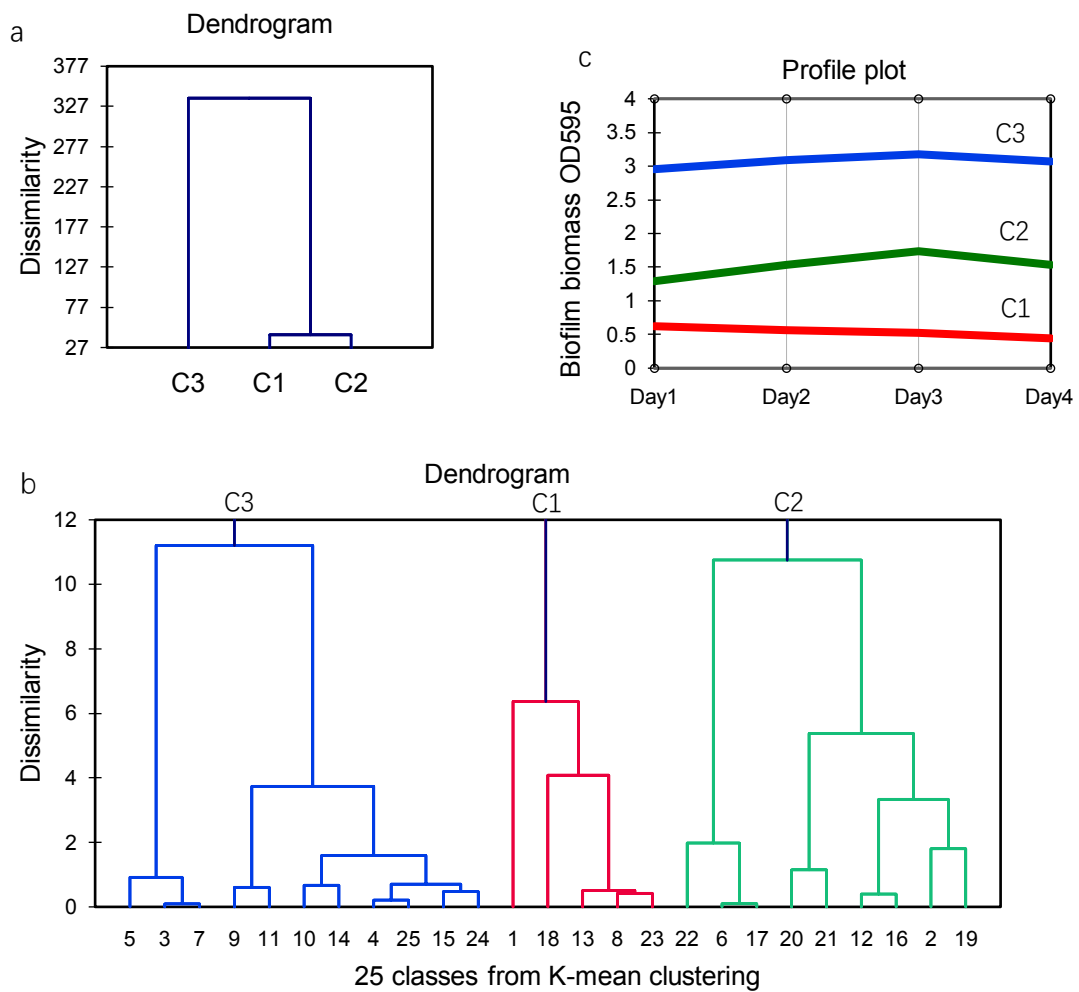 a
Dendrogram
377
327
277
227
177
127
77
27
Dissimilarity
C3 C1 C2
c
Profile plot
4
3.5
3
2.5
2
1.5
1
0.5
0
Biofilm biomass OD595
C3
C2
C1
Day1 Day2 Day3 Day4
b
Dendrogram
C3 C1 C2
12
10
8
6
4
2
0
Dissimilarity
5 3 7 9 11 10 14 4 25 15 24 1 18 13 8 23 22 6 17 20 21 12 16 2 19
25 classes from K-mean clustering